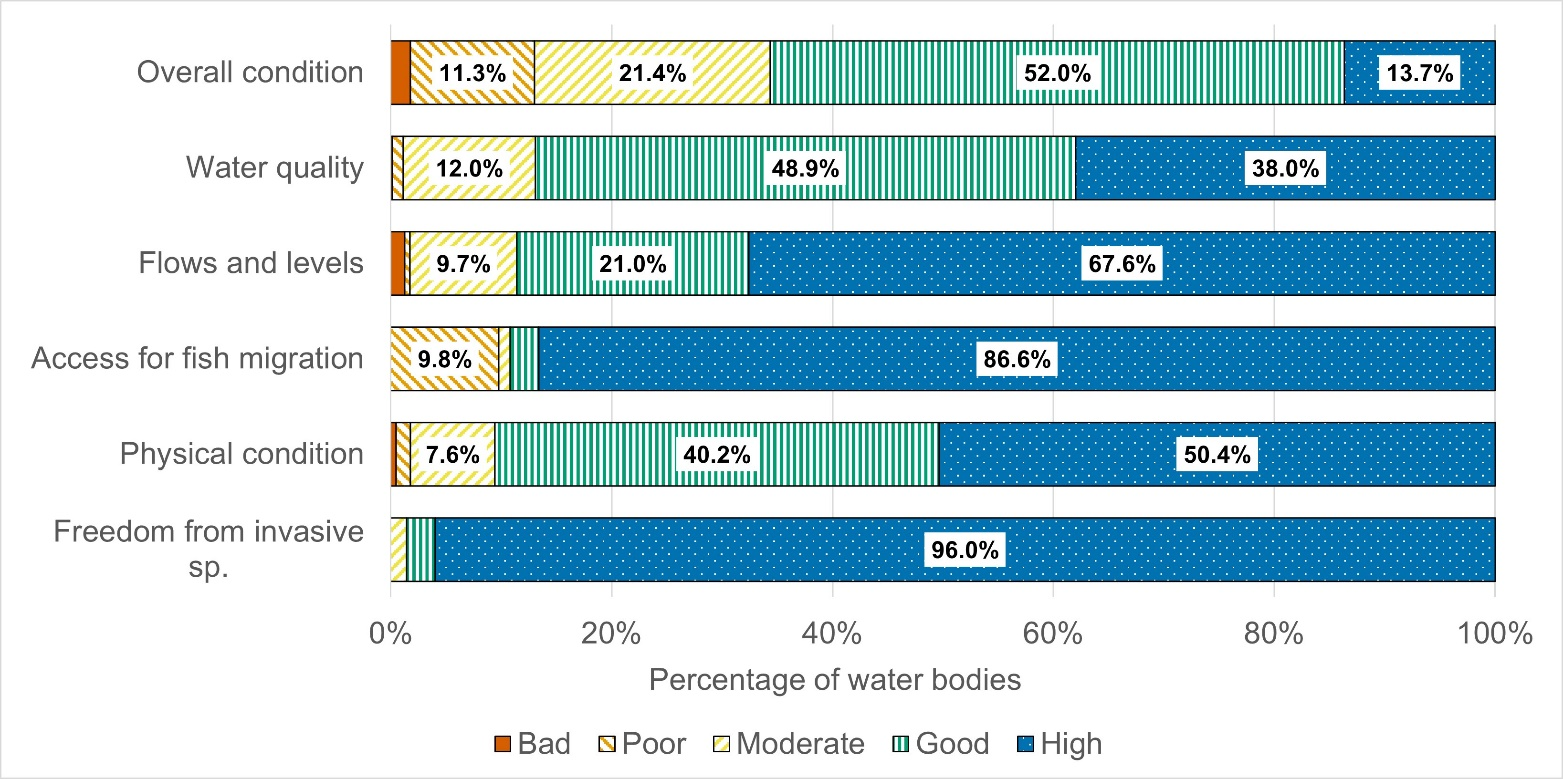 Overall condition
11.3% 21.4% 52.0% 13.7%
Water quality
12.0% 48.9% 38.0%
Flows and levels
9.7% 21.0% 67.6%
Access for fish migration
9.8% 86.6%
Physical condition
7.6% 40.2% 50.4%
Freedom from invasive
sp.
96.0%
0% 20% 40% 60% 80% 100%
Percentage of water bodies
Bad Poor Moderate Good High